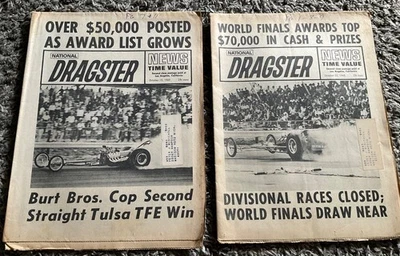 OVER $50,000 POSTED
AS AWARD LIST GROWS
NATIONAL
DRAGSTER
NEWS
TIME VALUE
Burt Bros. Cop Second
Straight Tulsa TFE Win
WORLD FINALS AWARDS TOP
$70,000 IN CASH & PRIZES
NATIONAL
DRAGSTER
NEWS
TIME VALUE
DIVISIONAL RACES CLOSED;
WORLD FINALS DRAW NEAR